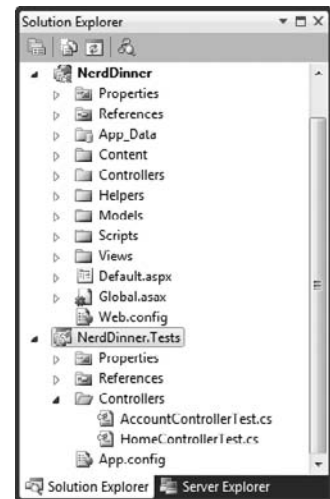 Solution Explorer
NerdDinner
Properties
References
App_Data
Content
Controllers
Helpers
Models
Scripts
Views
Default.aspx
Global.asax
Web.config
NerdDinner.Tests
Properties
References
Controllers
AccountControllerTest.cs
HomeControllerTest.cs
App.config
Solution Explorer Server Explorer